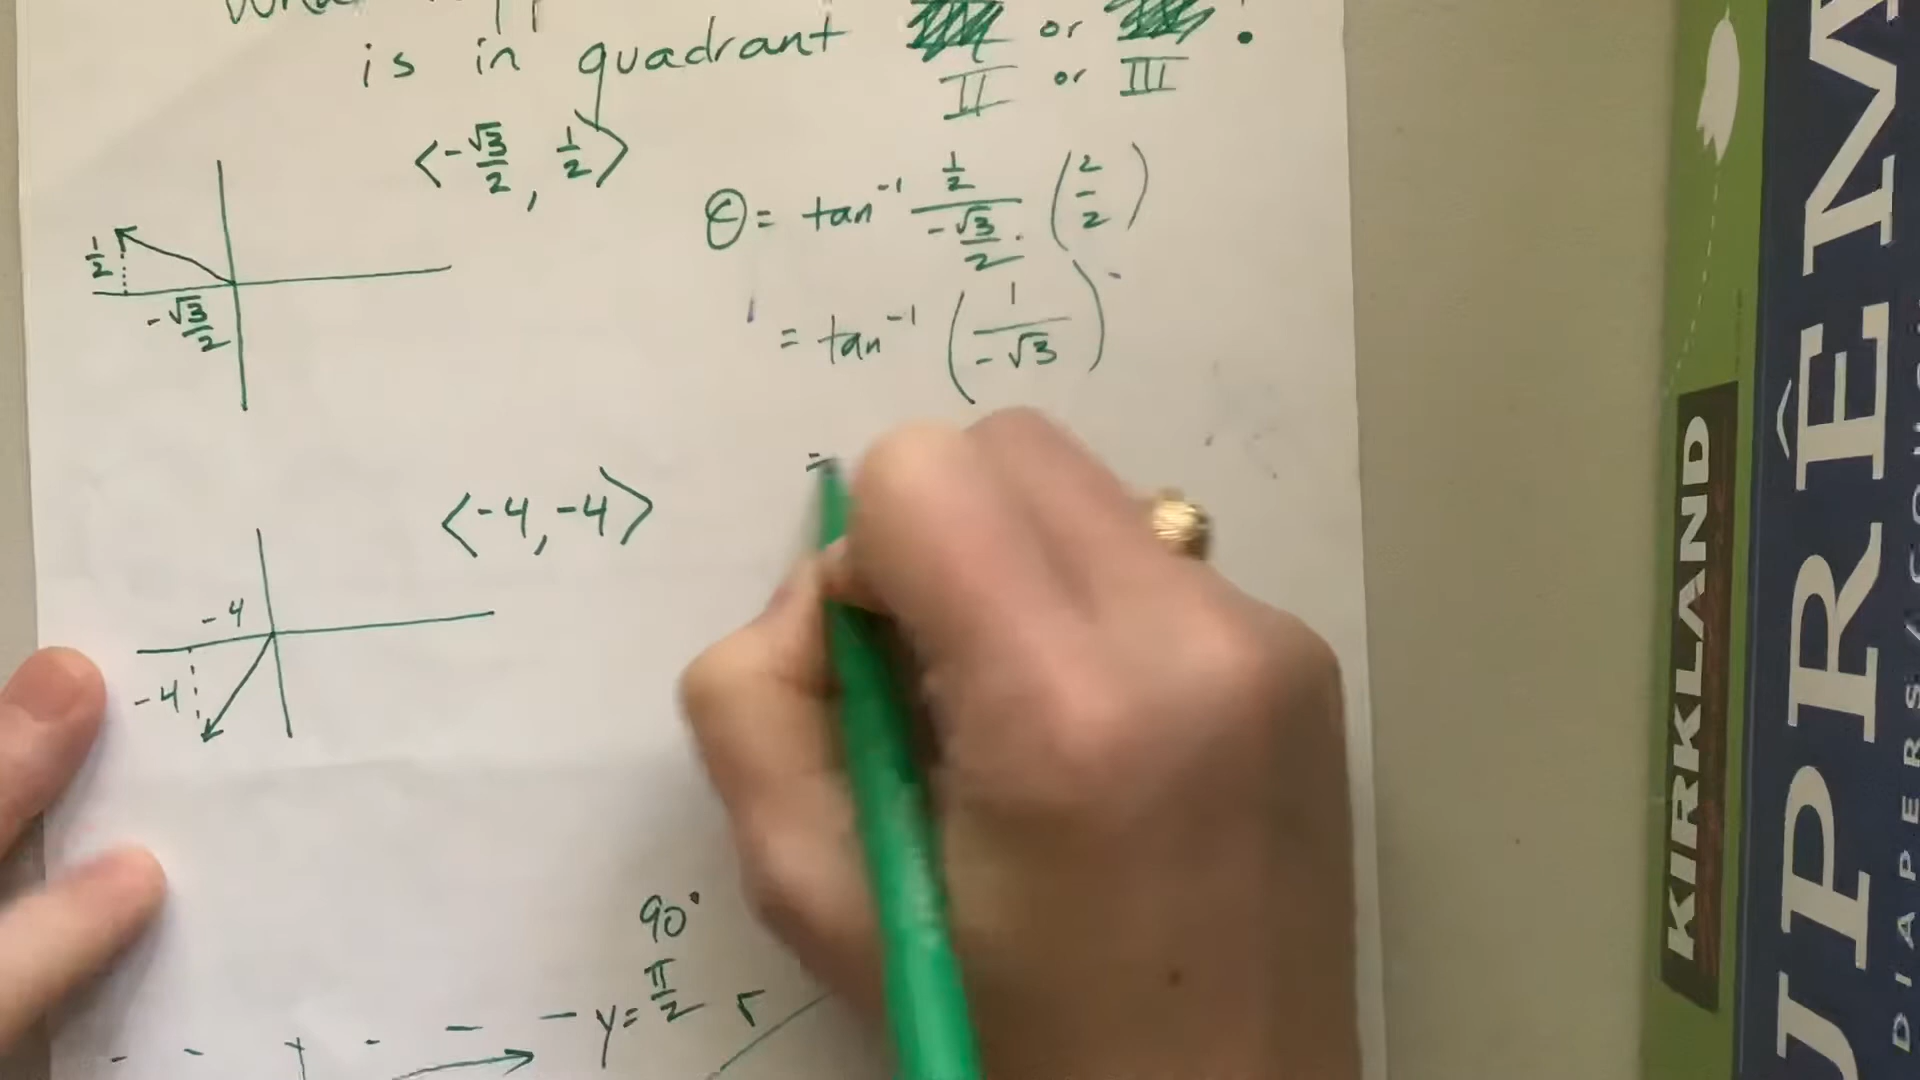 is in quadrant or .
II or III
<-√3/2, 1/2>
θ = tan⁻¹ (1/2)/(-√3/2) · (2/2)
1/2
-√3/2
= tan⁻¹ (1/-√3)
=
<-4, -4>
-4
-4
90°
y = π/2
KIRKLAND